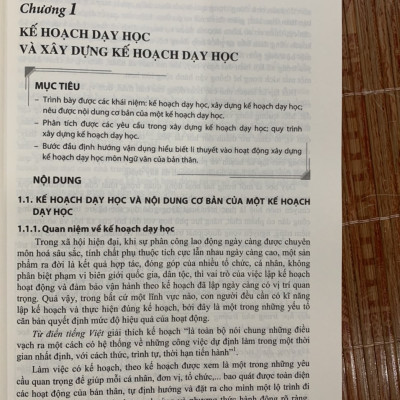 Chương 1
KẾ HOẠCH DẠY HỌC
VÀ XÂY DỰNG KẾ HOẠCH DẠY HỌC
MỤC TIÊU
– Trình bày được các khái niệm: kế hoạch dạy học, xây dựng kế hoạch dạy học;
nêu được nội dung cơ bản của một kế hoạch dạy học.
– Phân tích được các yêu cầu trong xây dựng kế hoạch dạy học; quy trình
xây dựng kế hoạch dạy học.
– Bước đầu định hướng vận dụng hiểu biết lí thuyết vào hoạt động xây dựng
kế hoạch dạy học môn Ngữ văn của bản thân.
NỘI DUNG
1.1. KẾ HOẠCH DẠY HỌC VÀ NỘI DUNG CƠ BẢN CỦA MỘT KẾ HOẠCH
DẠY HỌC
1.1.1. Quan niệm về kế hoạch dạy học
Trong xã hội hiện đại, khi sự phân công lao động ngày càng được chuyên
môn hoá sâu sắc, tính chất phụ thuộc tích cực lẫn nhau ngày càng cao, một sản
phẩm ra đời là kết quả hợp tác, đóng góp của nhiều tổ chức, cá nhân, không
phân biệt phạm vi biên giới quốc gia, dân tộc, thì vai trò của việc lập kế hoạch
hoạt động và đảm bảo vận hành theo kế hoạch đã lập ngày càng có vị trí quan
trọng. Quả vậy, trong bất cứ một lĩnh vực nào, con người đều cần có kĩ năng
lập kế hoạch và thực hiện đúng kế hoạch, bởi đây là một trong những yếu tố
căn bản quyết định mức độ hiệu quả của hoạt động.
Từ điển tiếng Việt giải thích kế hoạch "là toàn bộ nói chung những điều
vạch ra một cách có hệ thống về những công việc dự định làm trong một thời
gian nhất định, với cách thức, trình tự, thời hạn tiến hành"1.
Làm việc có kế hoạch, theo kế hoạch được xem là một trong những yêu
cầu quan trọng để giúp mỗi cá nhân, đơn vị, tổ chức,... bao quát được toàn diện
các hoạt động của bản thân, tự định hướng và đặt ra cho mình một lộ trình đi